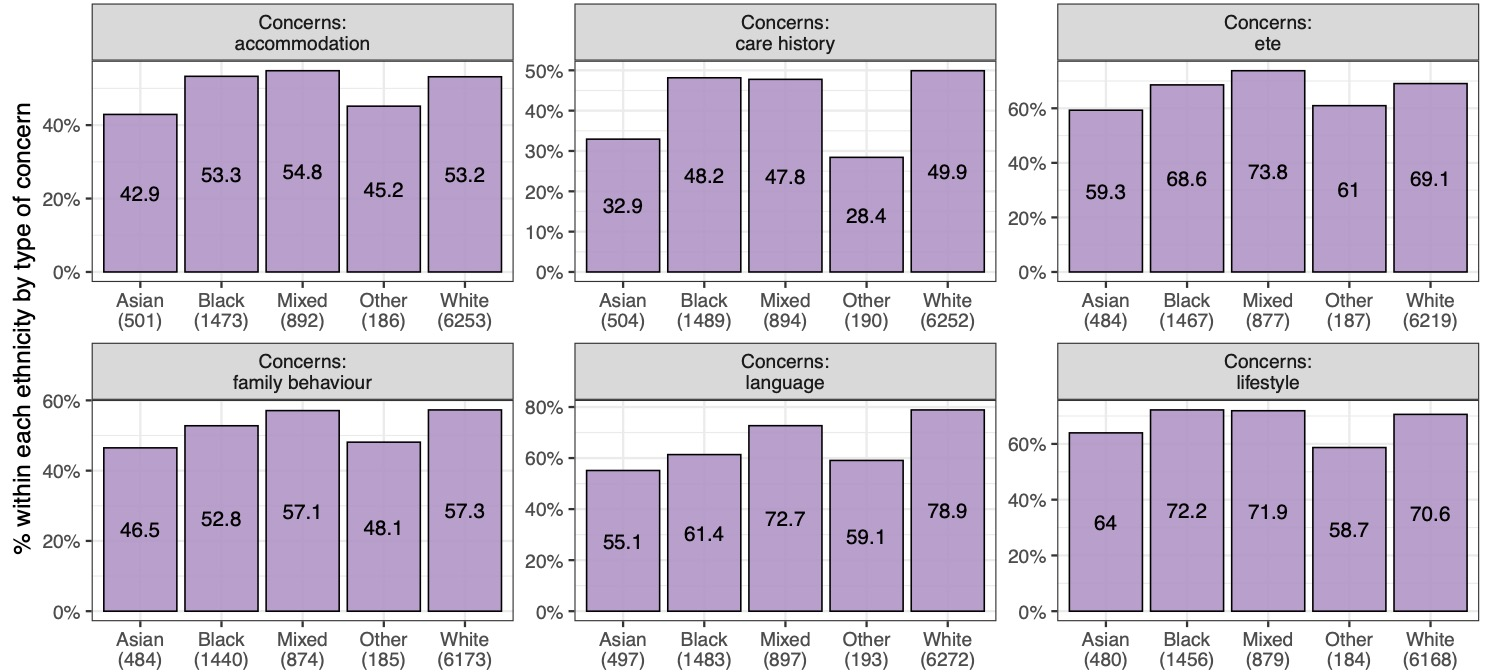 % within each ethnicity by type of concern
Concerns:
accommodation
40%
20%
0%
42.9
53.3
54.8
45.2
53.2
Asian Black Mixed Other White
(501) (1473) (892) (186) (6253)
Concerns:
care history
50%
40%
30%
20%
10%
0%
32.9
48.2
47.8
28.4
49.9
Asian Black Mixed Other White
(504) (1489) (894) (190) (6252)
Concerns:
ete
60%
40%
20%
0%
59.3
68.6
73.8
61
69.1
Asian Black Mixed Other White
(484) (1467) (877) (187) (6219)
Concerns:
family behaviour
60%
40%
20%
0%
46.5
52.8
57.1
48.1
57.3
Asian Black Mixed Other White
(484) (1440) (874) (185) (6173)
Concerns:
language
80%
60%
40%
20%
0%
55.1
61.4
72.7
59.1
78.9
Asian Black Mixed Other White
(497) (1483) (897) (193) (6272)
Concerns:
lifestyle
60%
40%
20%
0%
64
72.2
71.9
58.7
70.6
Asian Black Mixed Other White
(480) (1456) (879) (184) (6168)